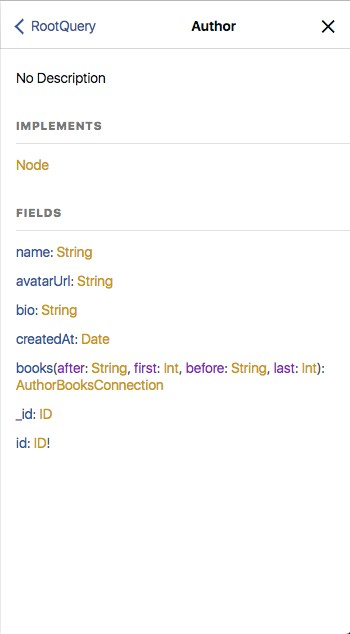 RootQuery Author
No Description
IMPLEMENTS
Node
FIELDS
name: String
avatarUrl: String
bio: String
createdAt: Date
books(after: String, first: Int, before: String, last: Int):
AuthorBooksConnection
_id: ID
id: ID!